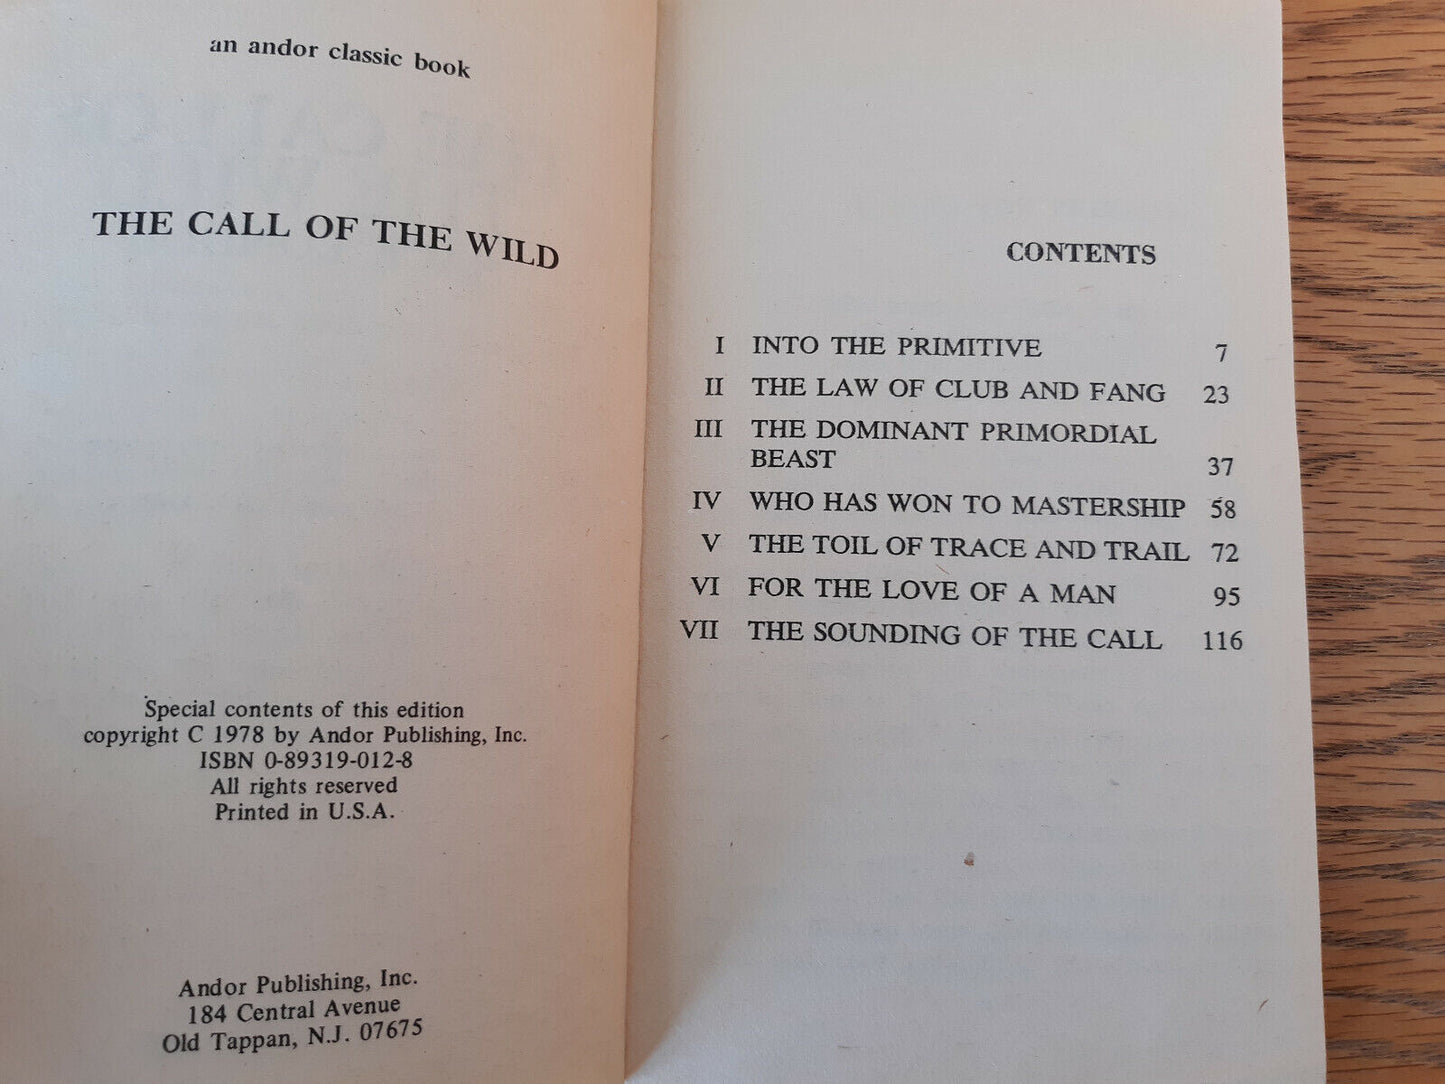 an andor classic book
THE CALL OF THE WILD
Special contents of this edition
copyright C 1978 by Andor Publishing, Inc.
ISBN 0-89319-012-8
All rights reserved
Printed in U.S.A.
Andor Publishing, Inc.
184 Central Avenue
Old Tappan, N.J. 07675
CONTENTS
I INTO THE PRIMITIVE 7
II THE LAW OF CLUB AND FANG 23
III THE DOMINANT PRIMORDIAL
BEAST 37
IV WHO HAS WON TO MASTERSHIP 58
V THE TOIL OF TRACE AND TRAIL 72
VI FOR THE LOVE OF A MAN 95
VII THE SOUNDING OF THE CALL 116